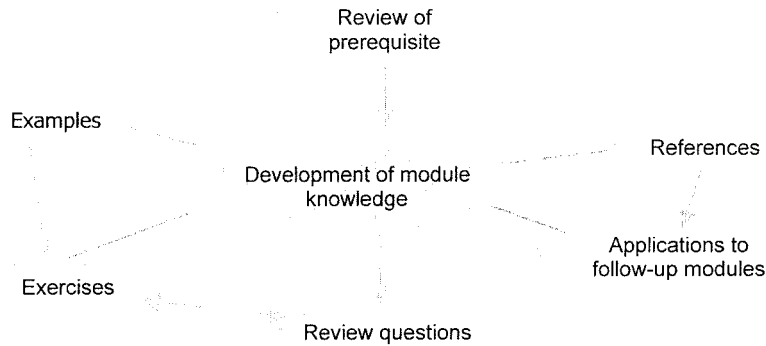 Review of
prerequisite
Examples
References
Development of module
knowledge
Applications to
follow-up modules
Exercises
Review questions